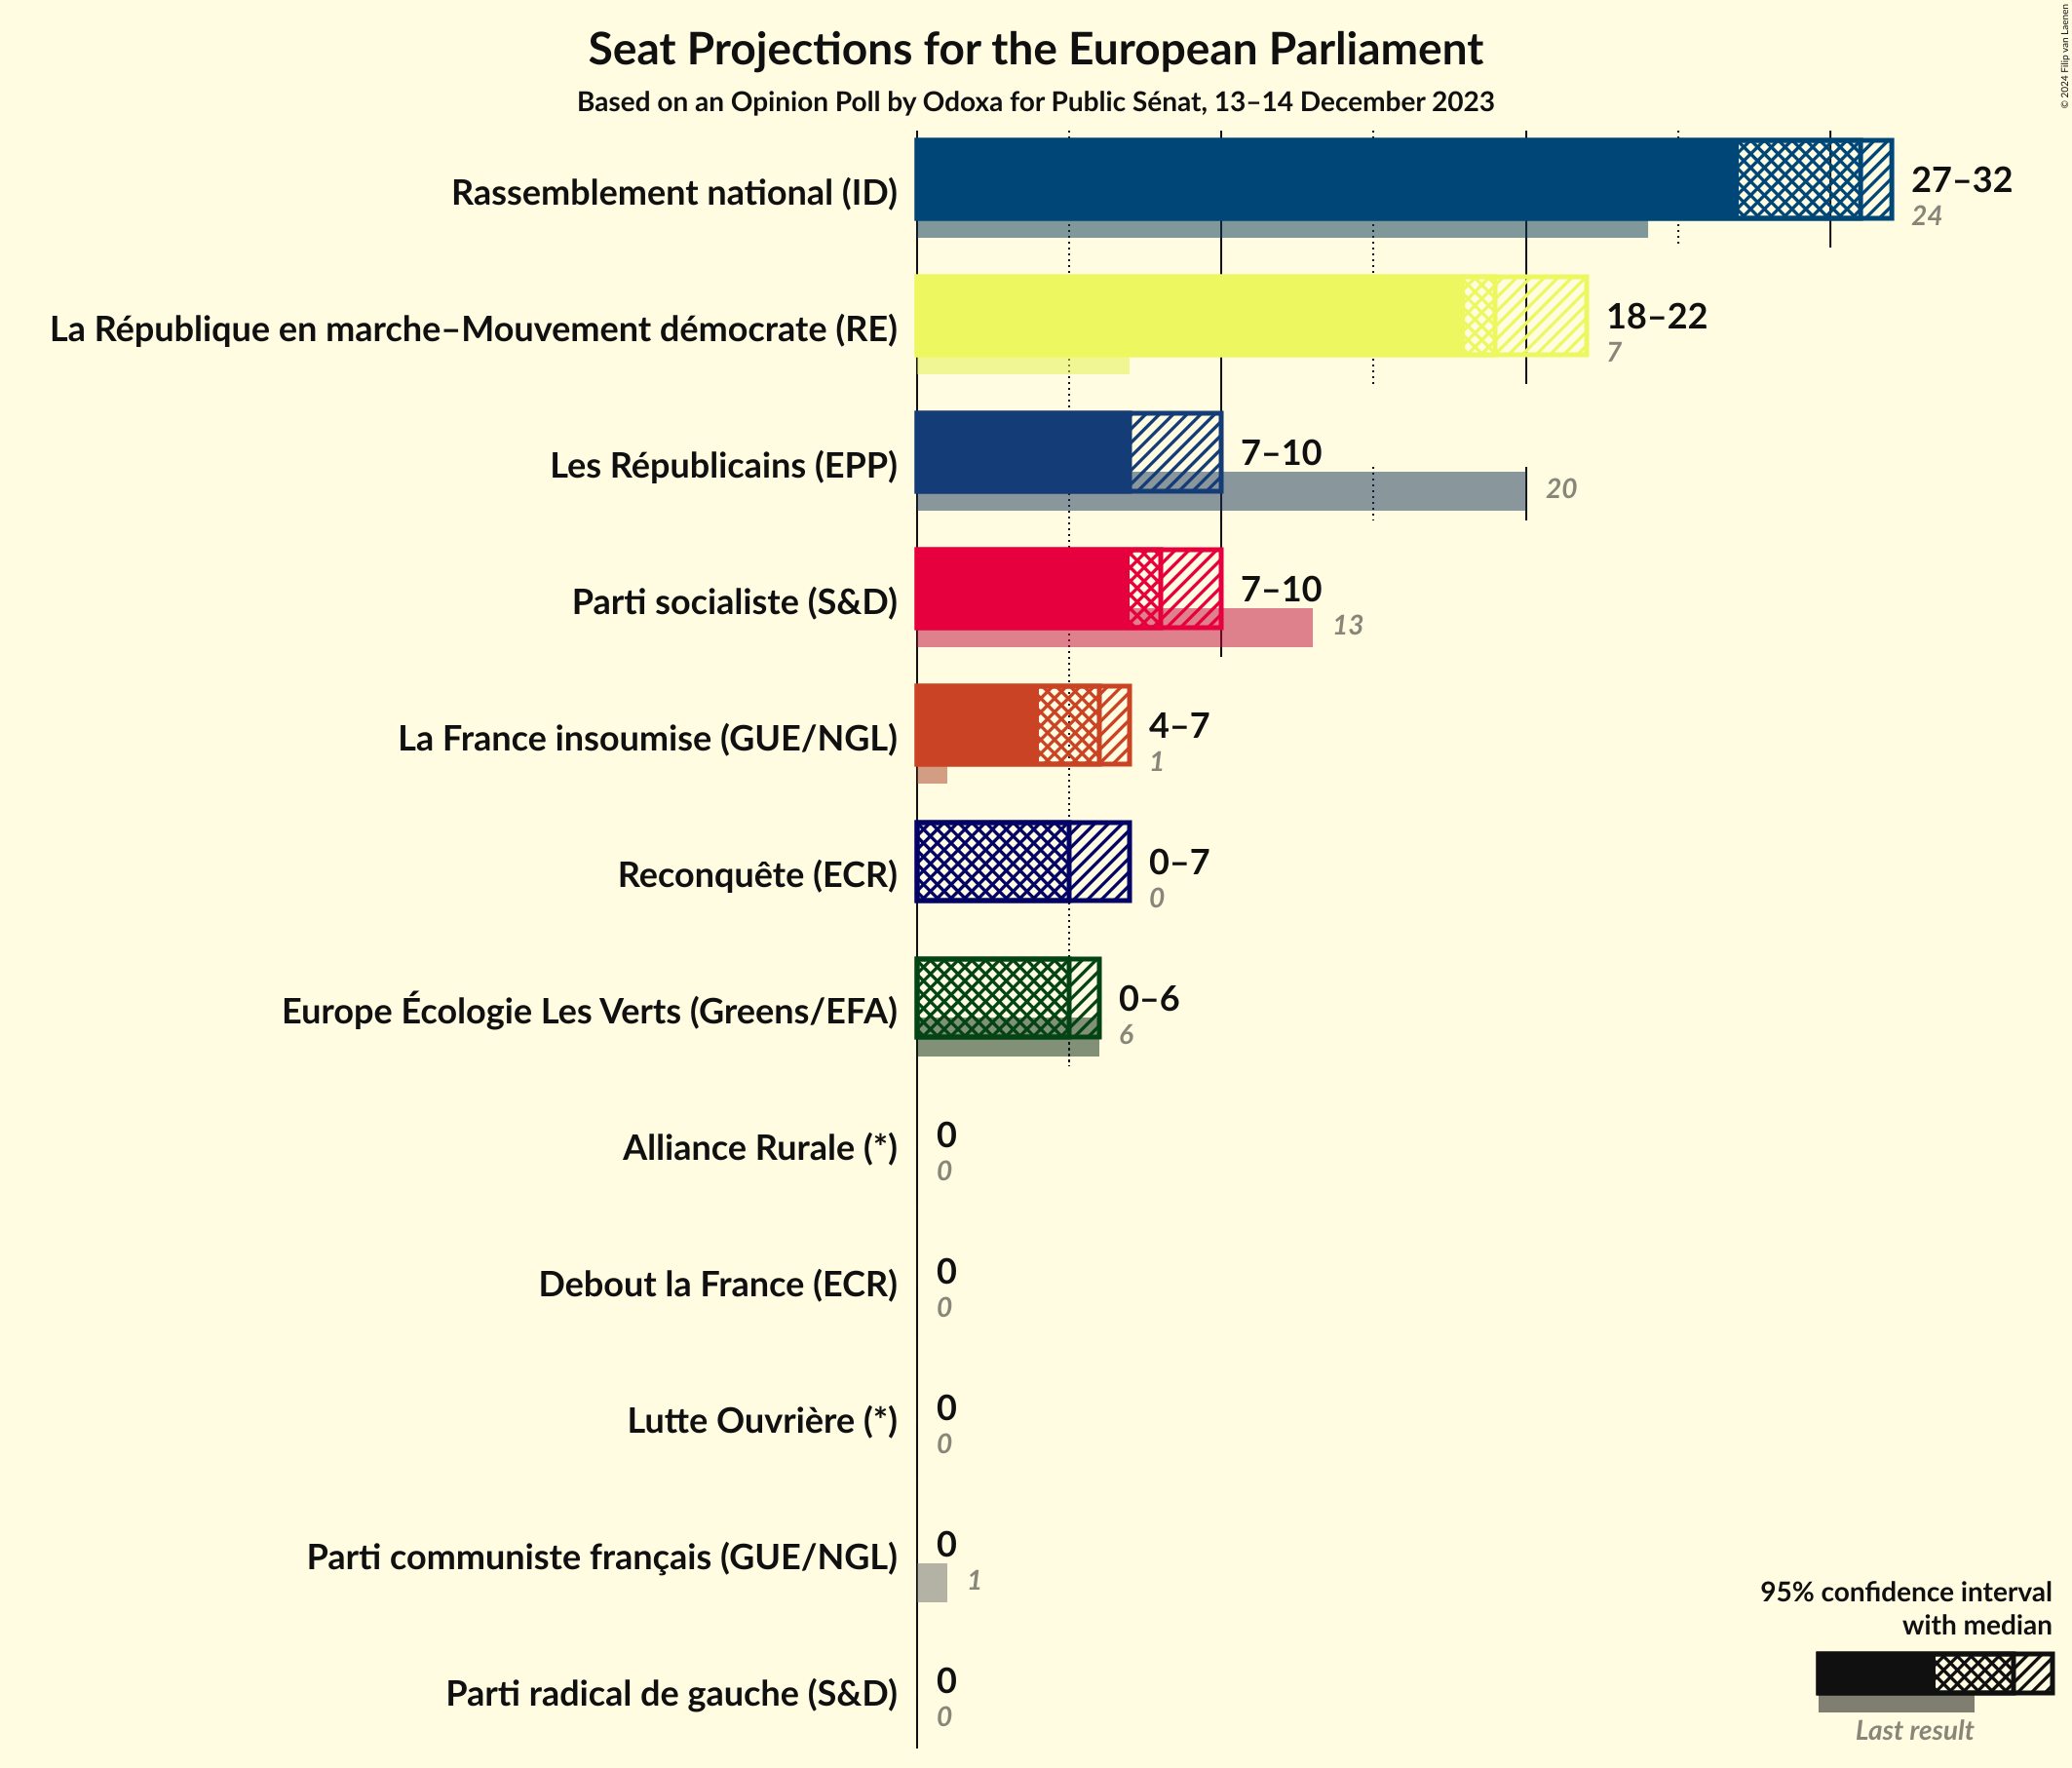 Seat Projections for the European Parliament
Based on an Opinion Poll by Odoxa for Public Sénat, 13–14 December 2023
© 2024 Filip van Laenen
Rassemblement national (ID)
27–32
24
La République en marche–Mouvement démocrate (RE)
18–22
7
Les Républicains (EPP)
7–10
20
Parti socialiste (S&D)
7–10
13
La France insoumise (GUE/NGL)
4–7
1
Reconquête (ECR)
0–7
0
Europe Écologie Les Verts (Greens/EFA)
0–6
6
Alliance Rurale (*)
0
0
Debout la France (ECR)
0
0
Lutte Ouvrière (*)
0
0
Parti communiste français (GUE/NGL)
0
1
Parti radical de gauche (S&D)
0
0
95% confidence interval
with median
Last result